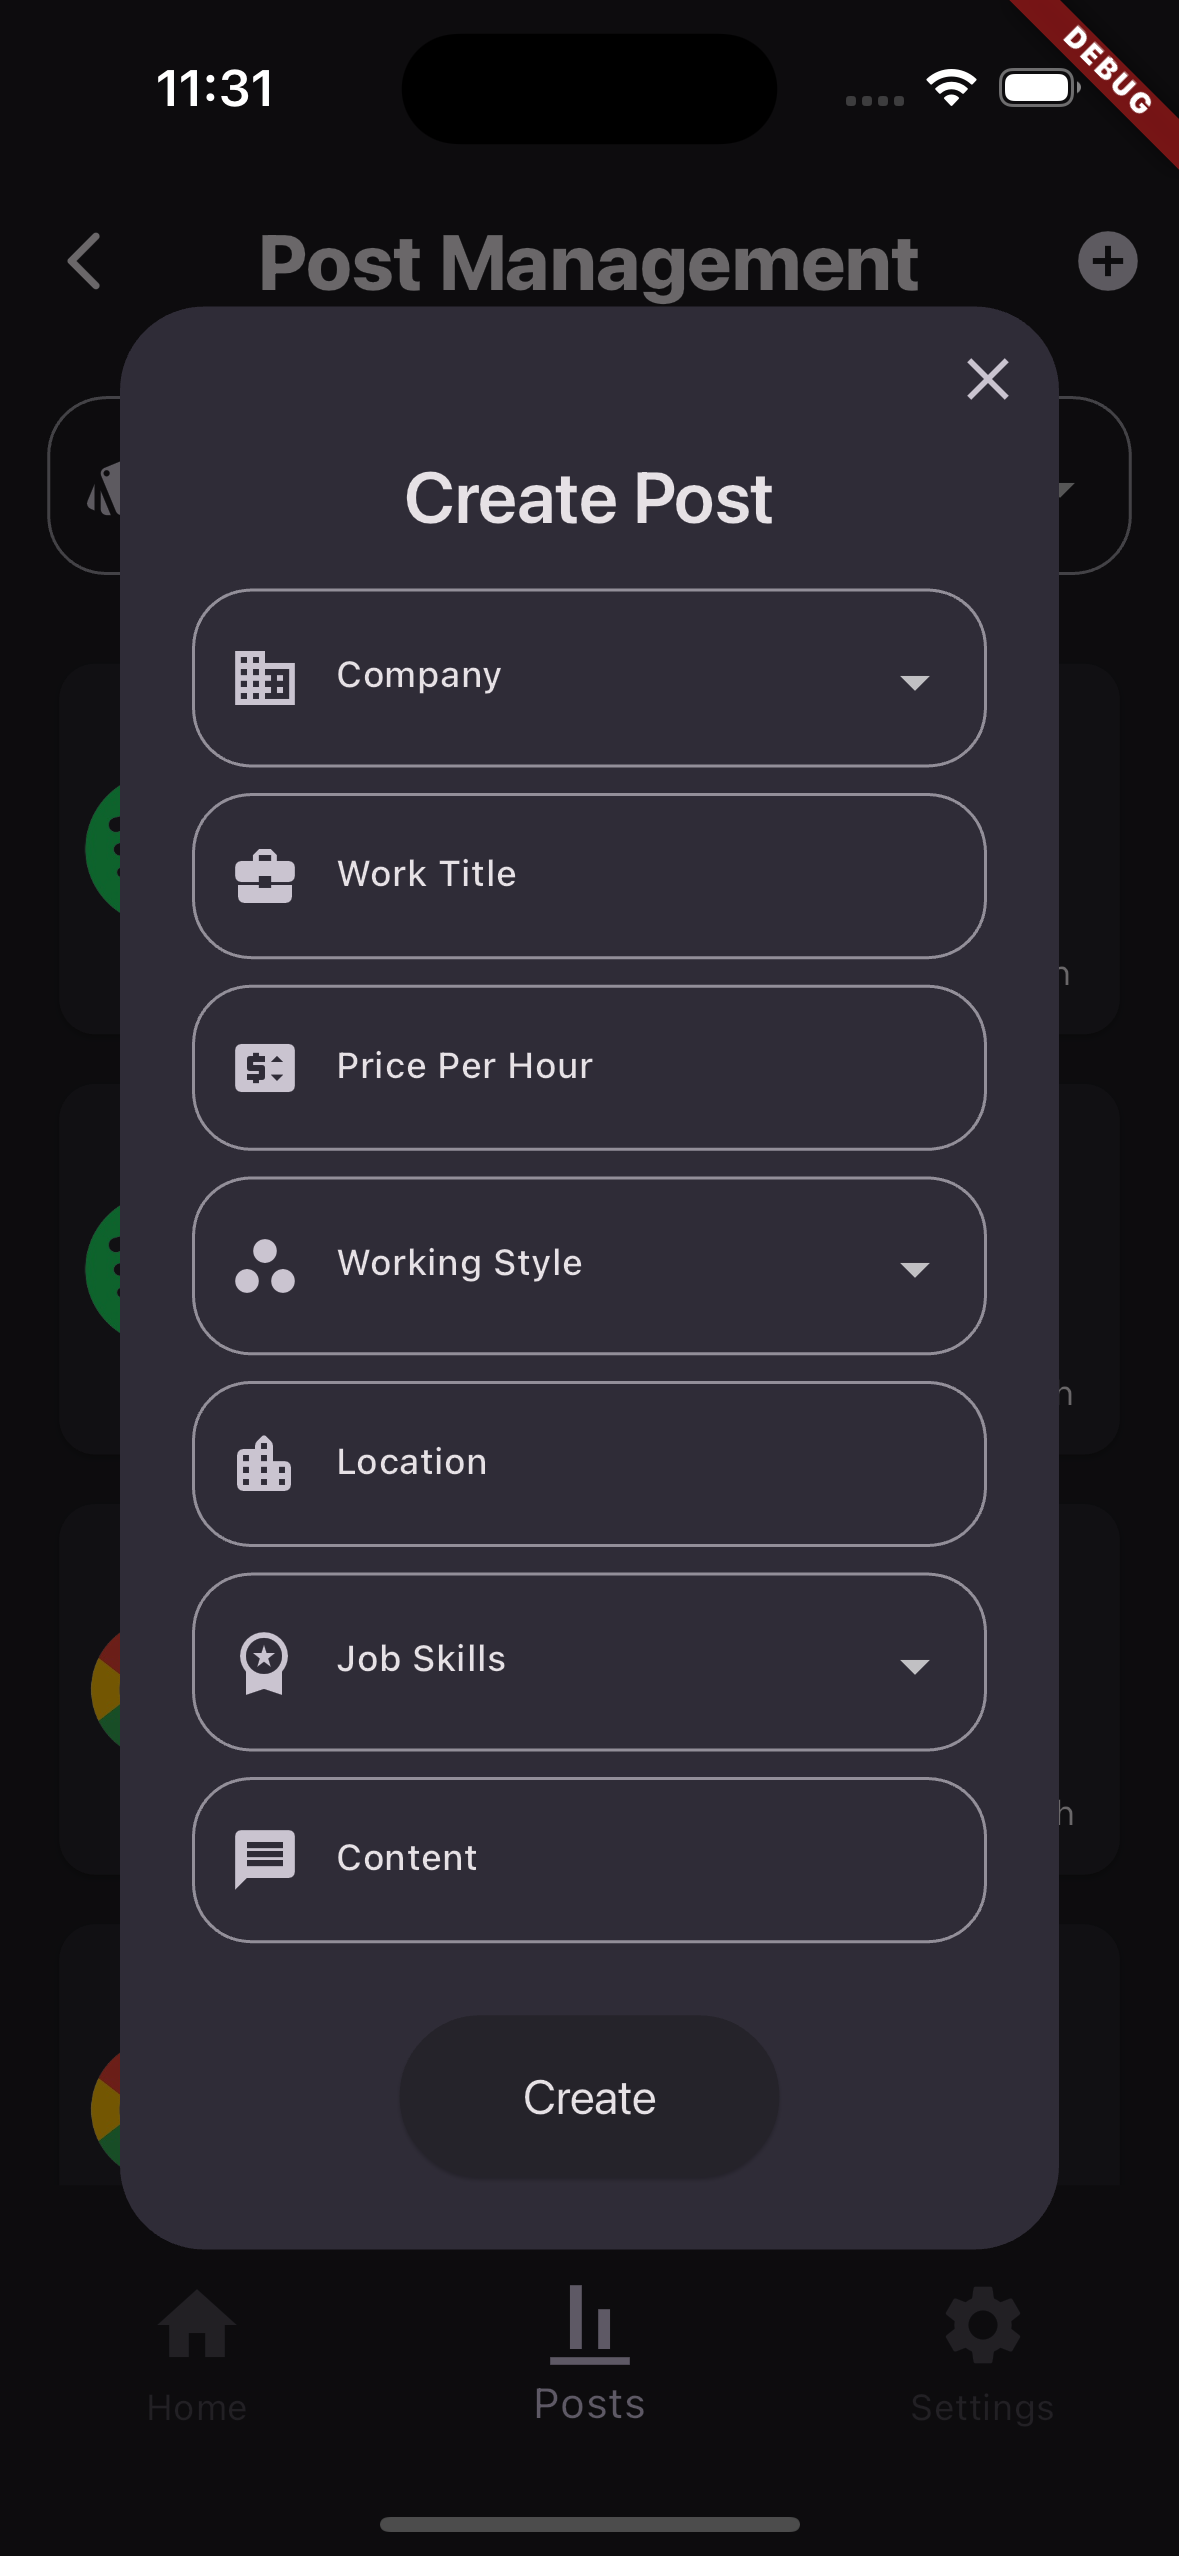 11:31
DEBUG
Post Management
Create Post
Company
Work Title
Price Per Hour
Working Style
Location
Job Skills
Content
Create
Home
Posts
Settings